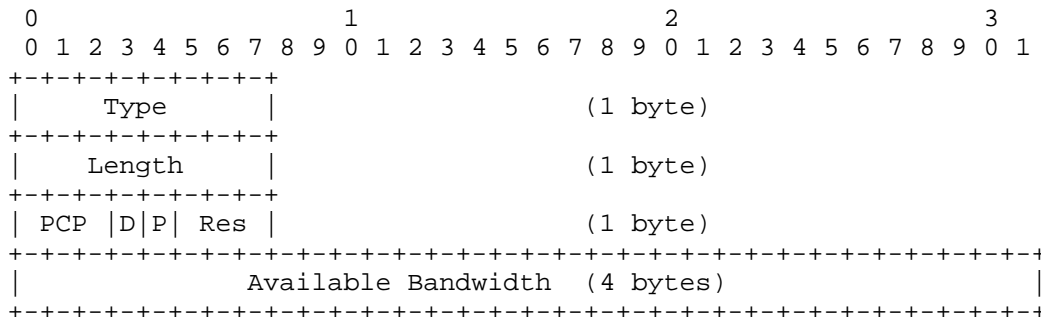 0                   1                   2                   3
 0 1 2 3 4 5 6 7 8 9 0 1 2 3 4 5 6 7 8 9 0 1 2 3 4 5 6 7 8 9 0 1
+-+-+-+-+-+-+-+-+
|     Type      |                   (1 byte)
+-+-+-+-+-+-+-+-+
|    Length     |                   (1 byte)
+-+-+-+-+-+-+-+-+
| PCP |D|P| Res |                   (1 byte)
+-+-+-+-+-+-+-+-+-+-+-+-+-+-+-+-+-+-+-+-+-+-+-+-+-+-+-+-+-+-+-+-+
|              Available Bandwidth  (4 bytes)                   |
+-+-+-+-+-+-+-+-+-+-+-+-+-+-+-+-+-+-+-+-+-+-+-+-+-+-+-+-+-+-+-+-+